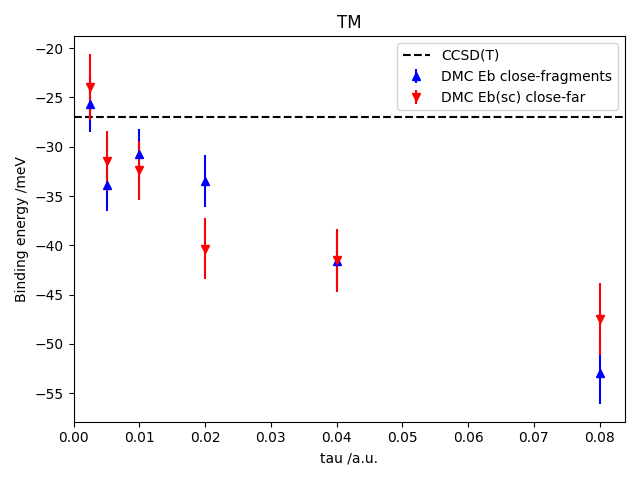 TM
CCSD(T)
DMC Eb close-fragments
DMC Eb(sc) close-far
Binding energy /meV
−20
−25
−30
−35
−40
−45
−50
−55
0.00 0.01 0.02 0.03 0.04 0.05 0.06 0.07 0.08
tau /a.u.